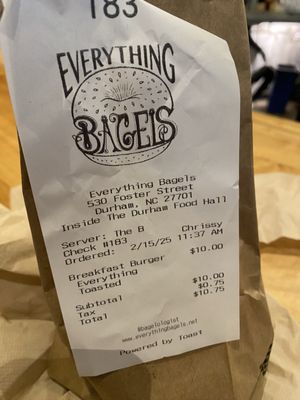 183
EVERYTHING
BAGELS
Everything Bagels
530 Foster Street
Durham, NC 27701
Inside The Durham Food Hall
Server: The B Chrissy
Check #183
Ordered: 2/15/25 11:37 AM
Breakfast Burger $10.00
Everything
Toasted
Subtotal $10.00
Tax $0.75
Total $10.75
@bagelologist
www.everythingbagels.net
Powered by Toast